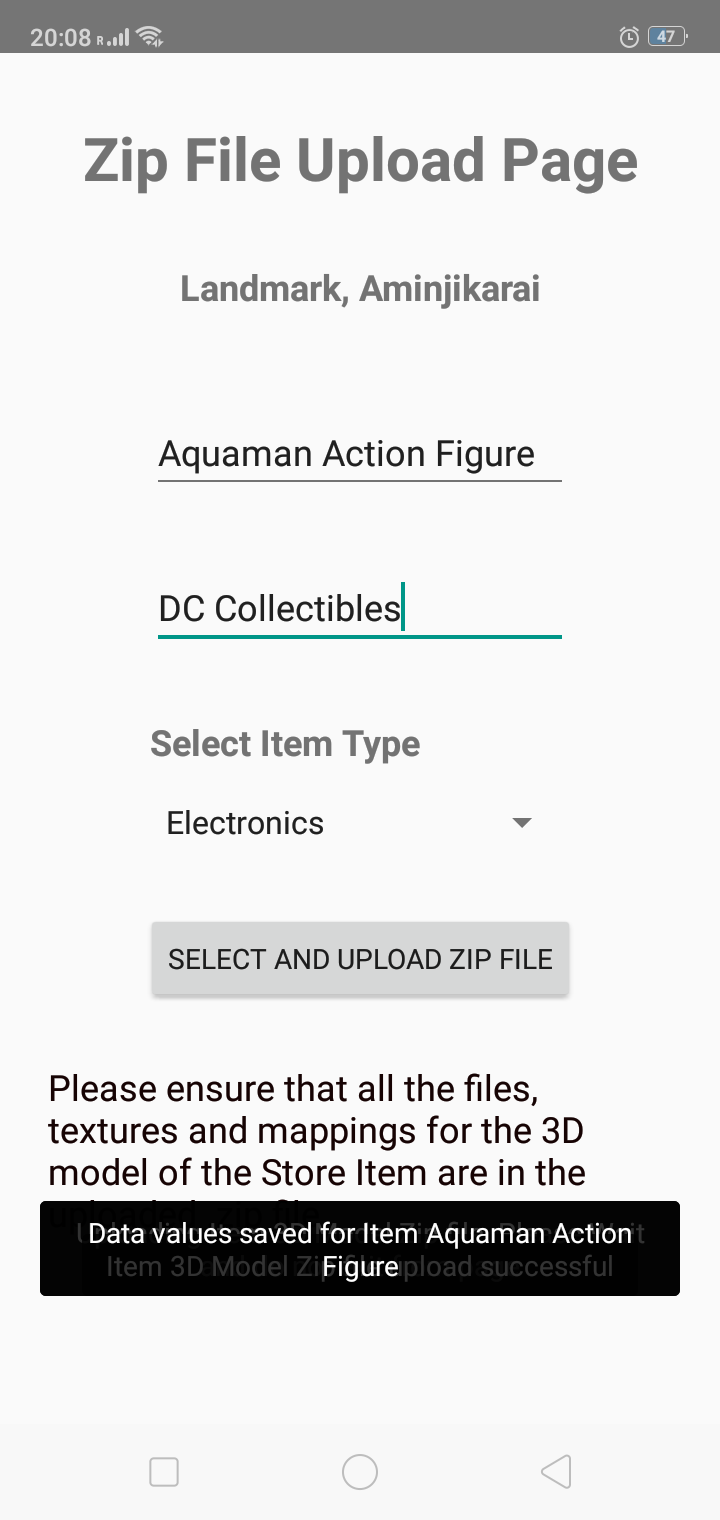 20:08 R 47
Zip File Upload Page
Landmark, Aminjikarai
Aquaman Action Figure
DC Collectibles
Select Item Type
Electronics
SELECT AND UPLOAD ZIP FILE
Please ensure that all the files,
textures and mappings for the 3D
model of the Store Item are in the
uploaded .zip file
Data values saved for Item Aquaman Action
Figure
Item 3D Model Zip file upload successful